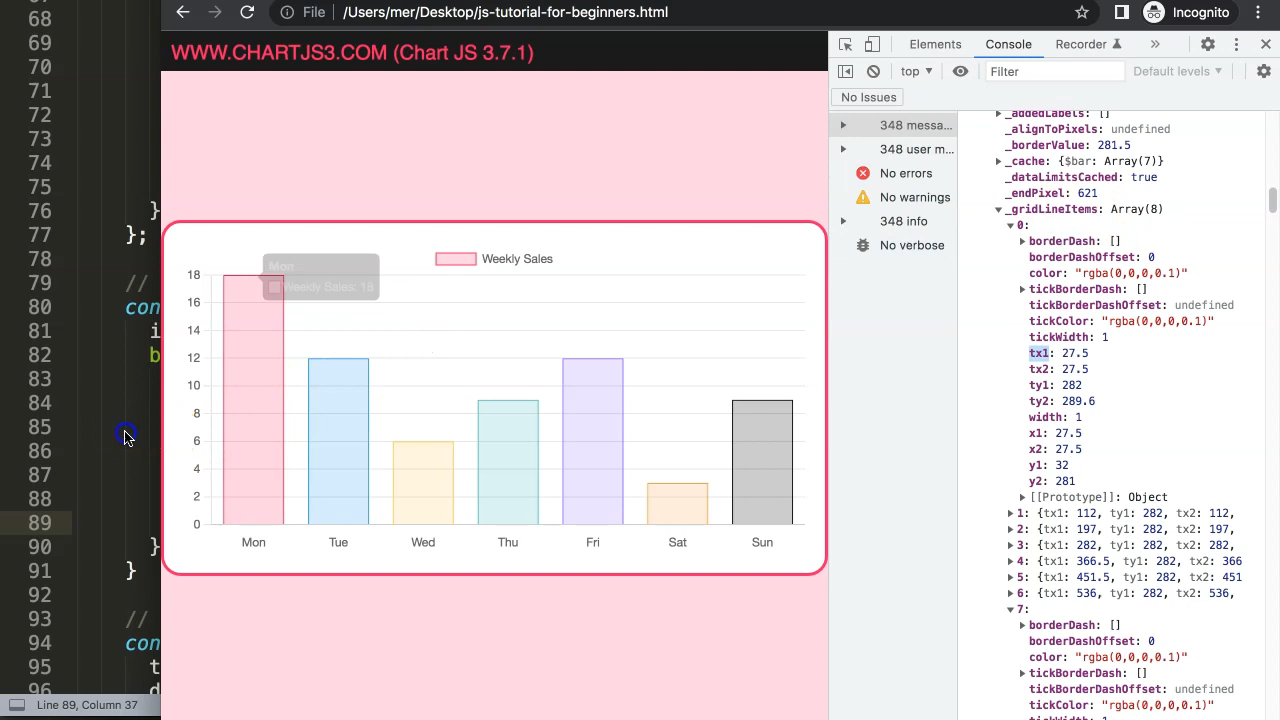 68
69
70
71
72
73
74
75
76 }
77 };
78
79 //
80 con
81 i
82 b
83
84
85
86
87
88
89
90 }
91 }
92
93 //
94 con
95 t
96 d
Line 89, Column 37
File /Users/mer/Desktop/js-tutorial-for-beginners.html
Incognito
WWW.CHARTJS3.COM (Chart JS 3.7.1)
Weekly Sales
Mon
Weekly Sales: 18
18
16
14
12
10
8
6
4
2
0
Mon Tue Wed Thu Fri Sat Sun
Elements Console Recorder
top Filter Default levels
No Issues
348 messa...
348 user m...
No errors
No warnings
348 info
No verbose
_addedLabels: []
_alignToPixels: undefined
_borderValue: 281.5
_cache: {$bar: Array(7)}
_dataLimitsCached: true
_endPixel: 621
_gridLineItems: Array(8)
0:
borderDash: []
borderDashOffset: 0
color: "rgba(0,0,0,0.1)"
tickBorderDash: []
tickBorderDashOffset: undefined
tickColor: "rgba(0,0,0,0.1)"
tickWidth: 1
tx1: 27.5
tx2: 27.5
ty1: 282
ty2: 289.6
width: 1
x1: 27.5
x2: 27.5
y1: 32
y2: 281
[[Prototype]]: Object
1: {tx1: 112, ty1: 282, tx2: 112,
2: {tx1: 197, ty1: 282, tx2: 197,
3: {tx1: 282, ty1: 282, tx2: 282,
4: {tx1: 366.5, ty1: 282, tx2: 366
5: {tx1: 451.5, ty1: 282, tx2: 451
6: {tx1: 536, ty1: 282, tx2: 536,
7:
borderDash: []
borderDashOffset: 0
color: "rgba(0,0,0,0.1)"
tickBorderDash: []
tickBorderDashOffset: undefined
tickColor: "rgba(0,0,0,0.1)"